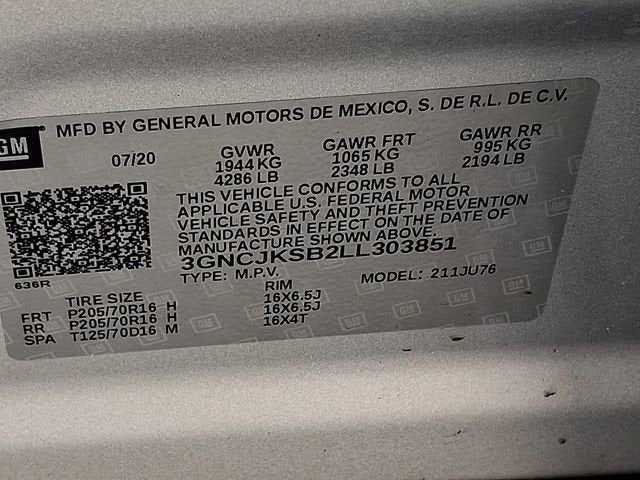 GM
MFD BY GENERAL MOTORS DE MEXICO, S. DE R.L. DE C.V.
07/20 GVWR GAWR FRT GAWR RR
1944 KG 1065 KG 995 KG
4286 LB 2348 LB 2194 LB
THIS VEHICLE CONFORMS TO ALL
APPLICABLE U.S. FEDERAL MOTOR
VEHICLE SAFETY AND THEFT PREVENTION
STANDARDS IN EFFECT ON THE DATE OF
MANUFACTURE SHOWN ABOVE.
3GNCJKSB2LL303851
636R
TYPE: M.P.V. MODEL: 211JU76
TIRE SIZE RIM
FRT P205/70R16 H 16X6.5J
RR P205/70R16 H 16X6.5J
SPA T125/70D16 M 16X4T